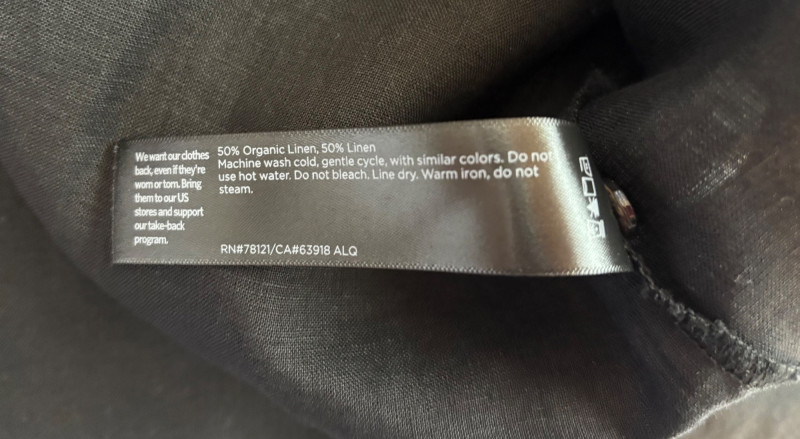 We want our clothes
back, even if they're
worn or torn. Bring
them to our US
stores and support
our take-back
program.
50% Organic Linen, 50% Linen
Machine wash cold, gentle cycle, with similar colors. Do not
use hot water. Do not bleach. Line dry. Warm iron, do not
steam.
RN#78121/CA#63918 ALQ